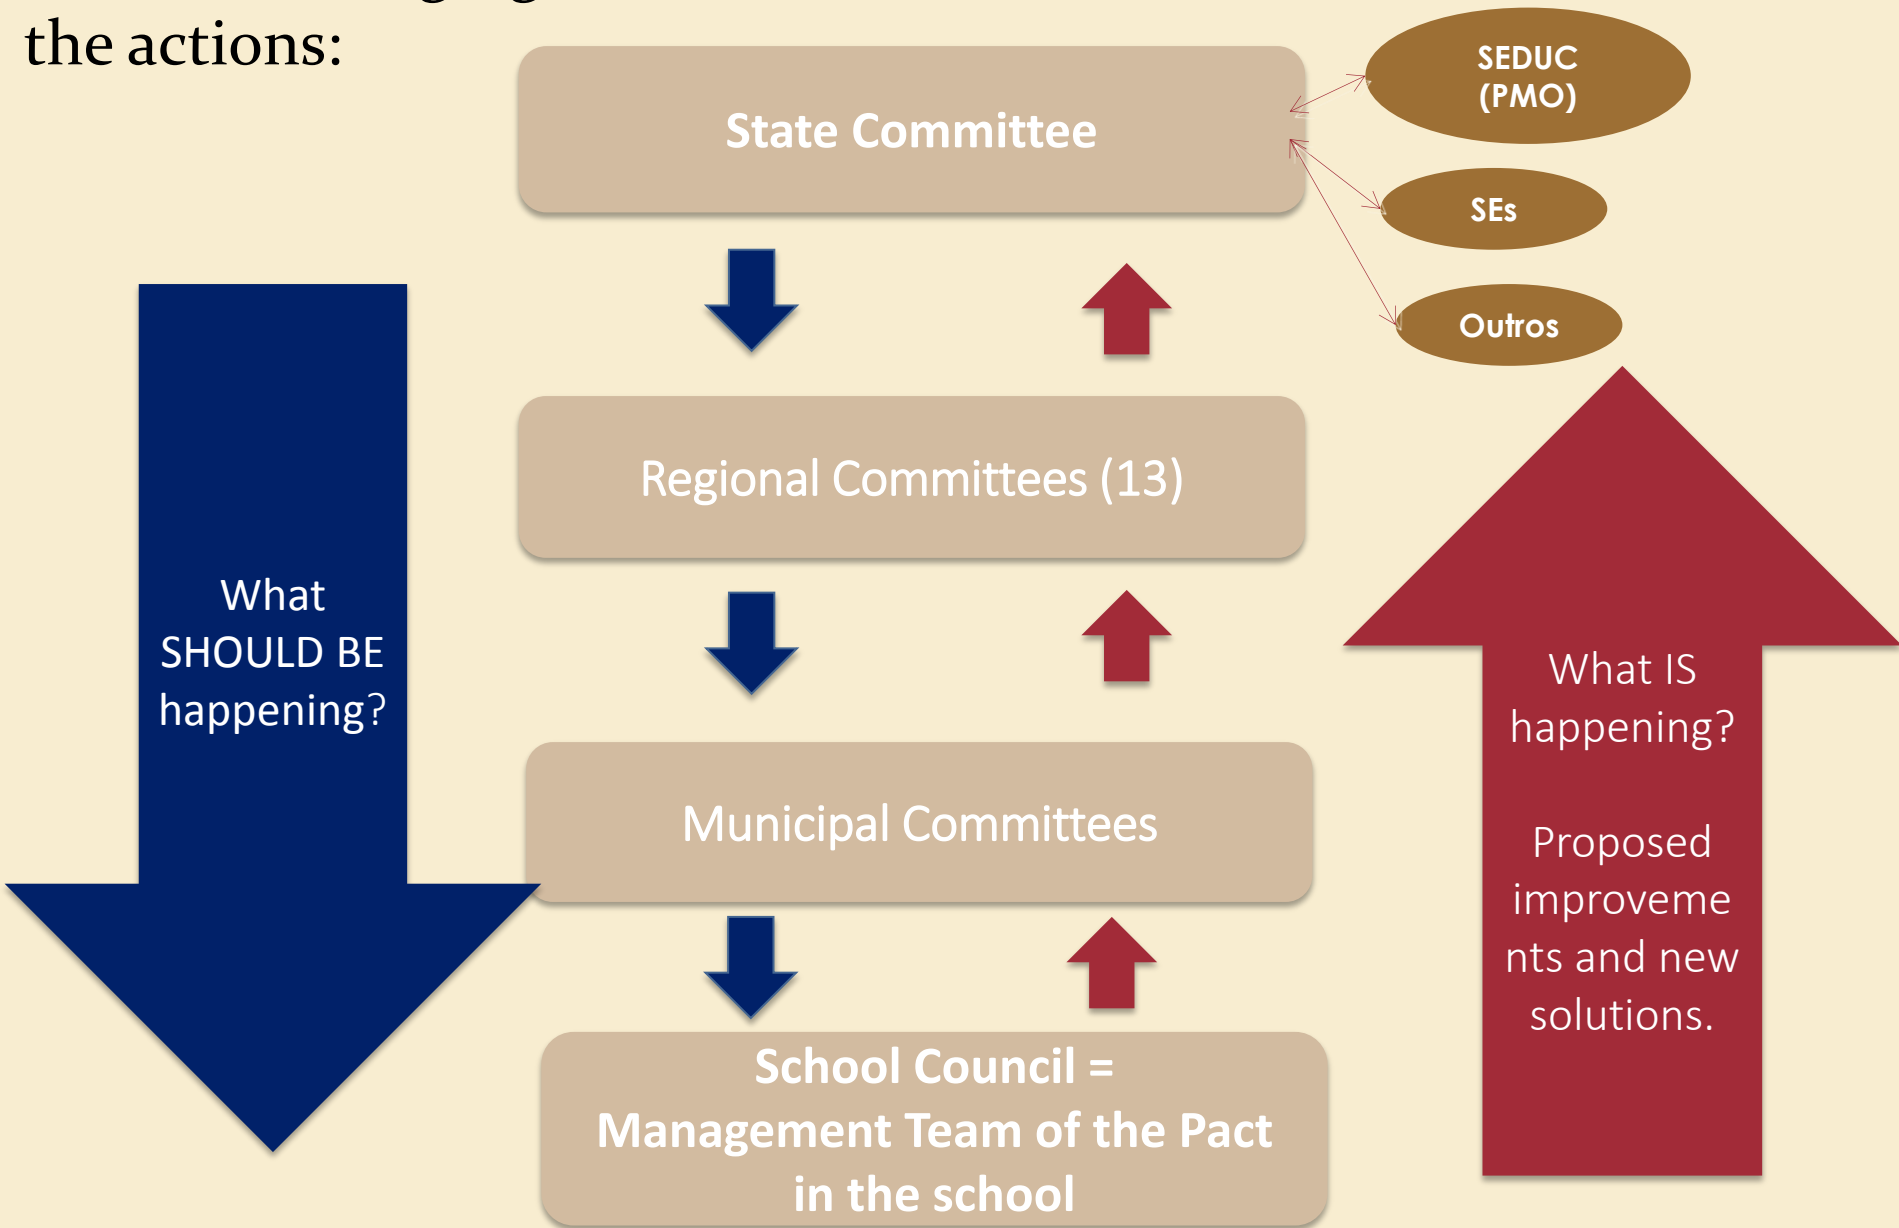 the actions:
State Committee
SEDUC
(PMO)
SEs
Outros
Regional Committees (13)
What
SHOULD BE
happening?
Municipal Committees
What IS
happening?
Proposed
improveme
nts and new
solutions.
School Council =
Management Team of the Pact
in the school